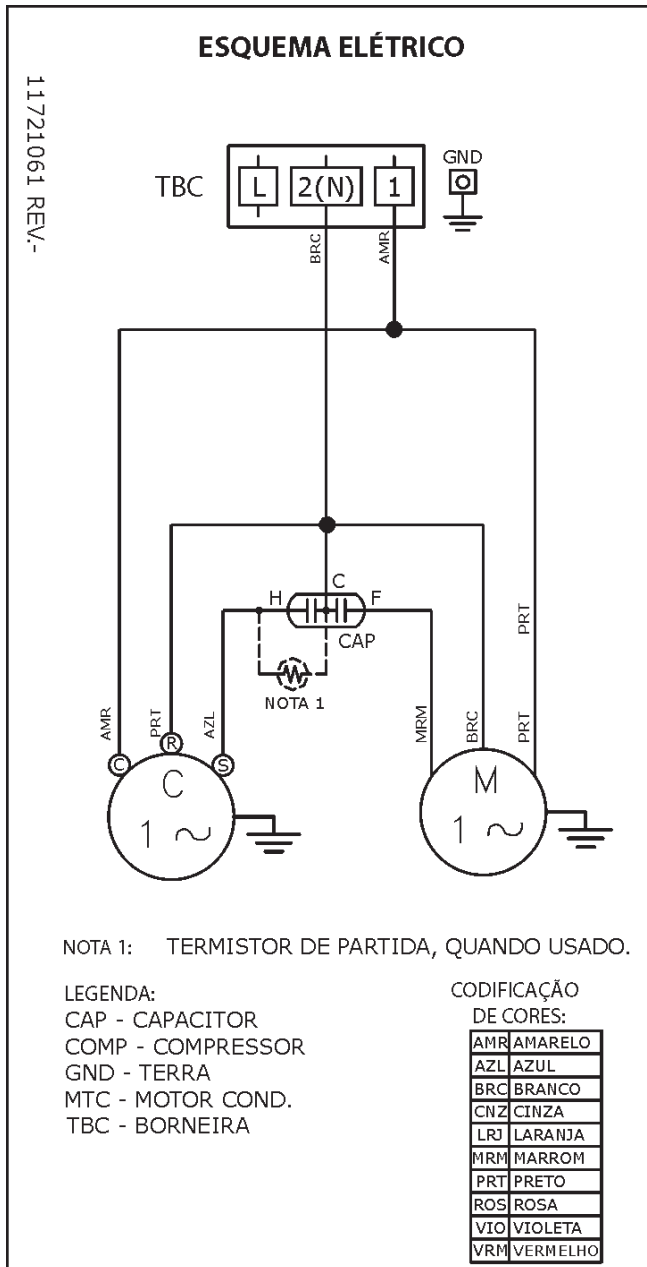 ESQUEMA ELÉTRICO
11721061 REV.-
TBC
L
2(N)
1
GND
BRC
AMR
C
H
F
CAP
NOTA 1
PRT
AMR
PRT
AZL
MRM
BRC
PRT
C
R
S
C
1 ~
M
1 ~
NOTA 1: TERMISTOR DE PARTIDA, QUANDO USADO.
LEGENDA:
CAP - CAPACITOR
COMP - COMPRESSOR
GND - TERRA
MTC - MOTOR COND.
TBC - BORNEIRA
CODIFICAÇÃO
DE CORES:
AMR AMARELO
AZL AZUL
BRC BRANCO
CNZ CINZA
LRJ LARANJA
MRM MARROM
PRT PRETO
ROS ROSA
VIO VIOLETA
VRM VERMELHO